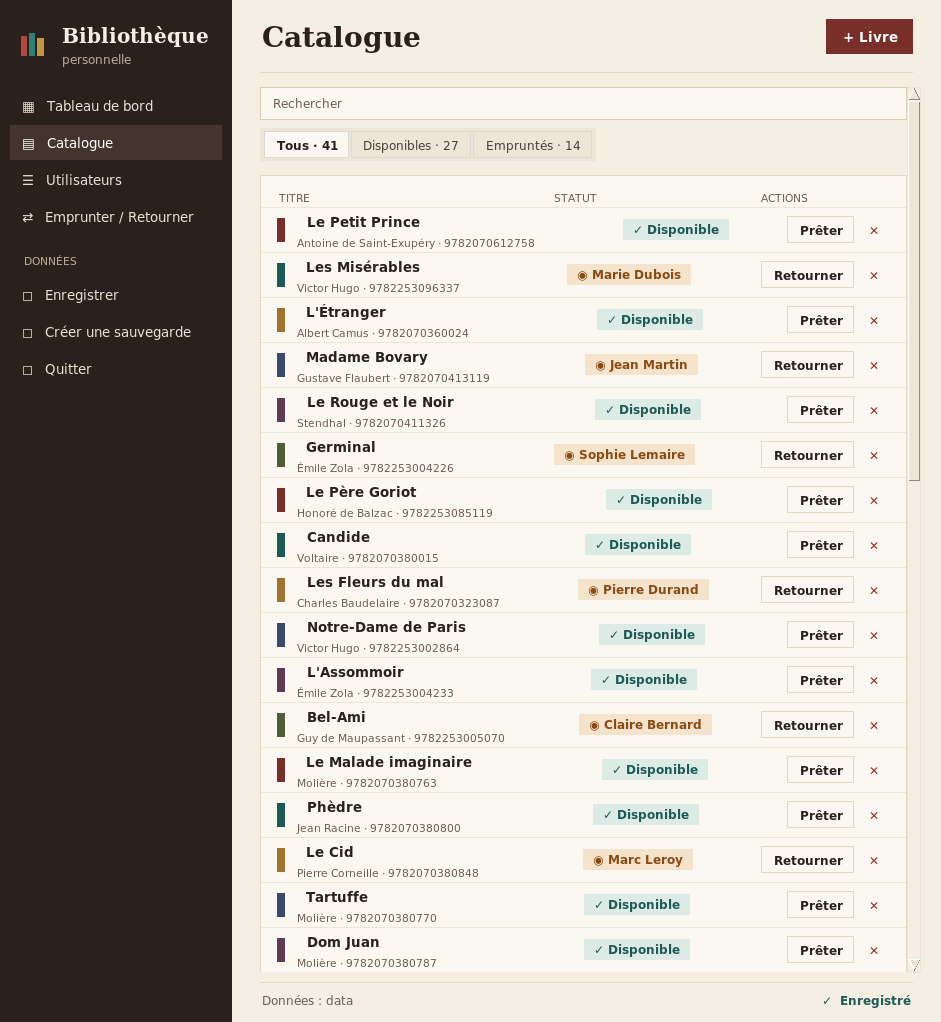 Bibliothèque
personnelle
Tableau de bord
Catalogue
Utilisateurs
Emprunter / Retourner
DONNÉES
Enregistrer
Créer une sauvegarde
Quitter
Catalogue
+ Livre
Rechercher
Tous · 41 Disponibles · 27 Empruntés · 14
TITRE STATUT ACTIONS
Le Petit Prince ✓ Disponible Prêter ✕
Antoine de Saint-Exupéry · 9782070612758
Les Misérables ◉ Marie Dubois Retourner ✕
Victor Hugo · 9782253096337
L'Étranger ✓ Disponible Prêter ✕
Albert Camus · 9782070360024
Madame Bovary ◉ Jean Martin Retourner ✕
Gustave Flaubert · 9782070413119
Le Rouge et le Noir ✓ Disponible Prêter ✕
Stendhal · 9782070411326
Germinal ◉ Sophie Lemaire Retourner ✕
Émile Zola · 9782253004226
Le Père Goriot ✓ Disponible Prêter ✕
Honoré de Balzac · 9782253085119
Candide ✓ Disponible Prêter ✕
Voltaire · 9782070380015
Les Fleurs du mal ◉ Pierre Durand Retourner ✕
Charles Baudelaire · 9782070323087
Notre-Dame de Paris ✓ Disponible Prêter ✕
Victor Hugo · 9782253002864
L'Assommoir ✓ Disponible Prêter ✕
Émile Zola · 9782253004233
Bel-Ami ◉ Claire Bernard Retourner ✕
Guy de Maupassant · 9782253005070
Le Malade imaginaire ✓ Disponible Prêter ✕
Molière · 9782070380763
Phèdre ✓ Disponible Prêter ✕
Jean Racine · 9782070380800
Le Cid ◉ Marc Leroy Retourner ✕
Pierre Corneille · 9782070380848
Tartuffe ✓ Disponible Prêter ✕
Molière · 9782070380770
Dom Juan ✓ Disponible Prêter ✕
Molière · 9782070380787
Données : data ✓ Enregistré